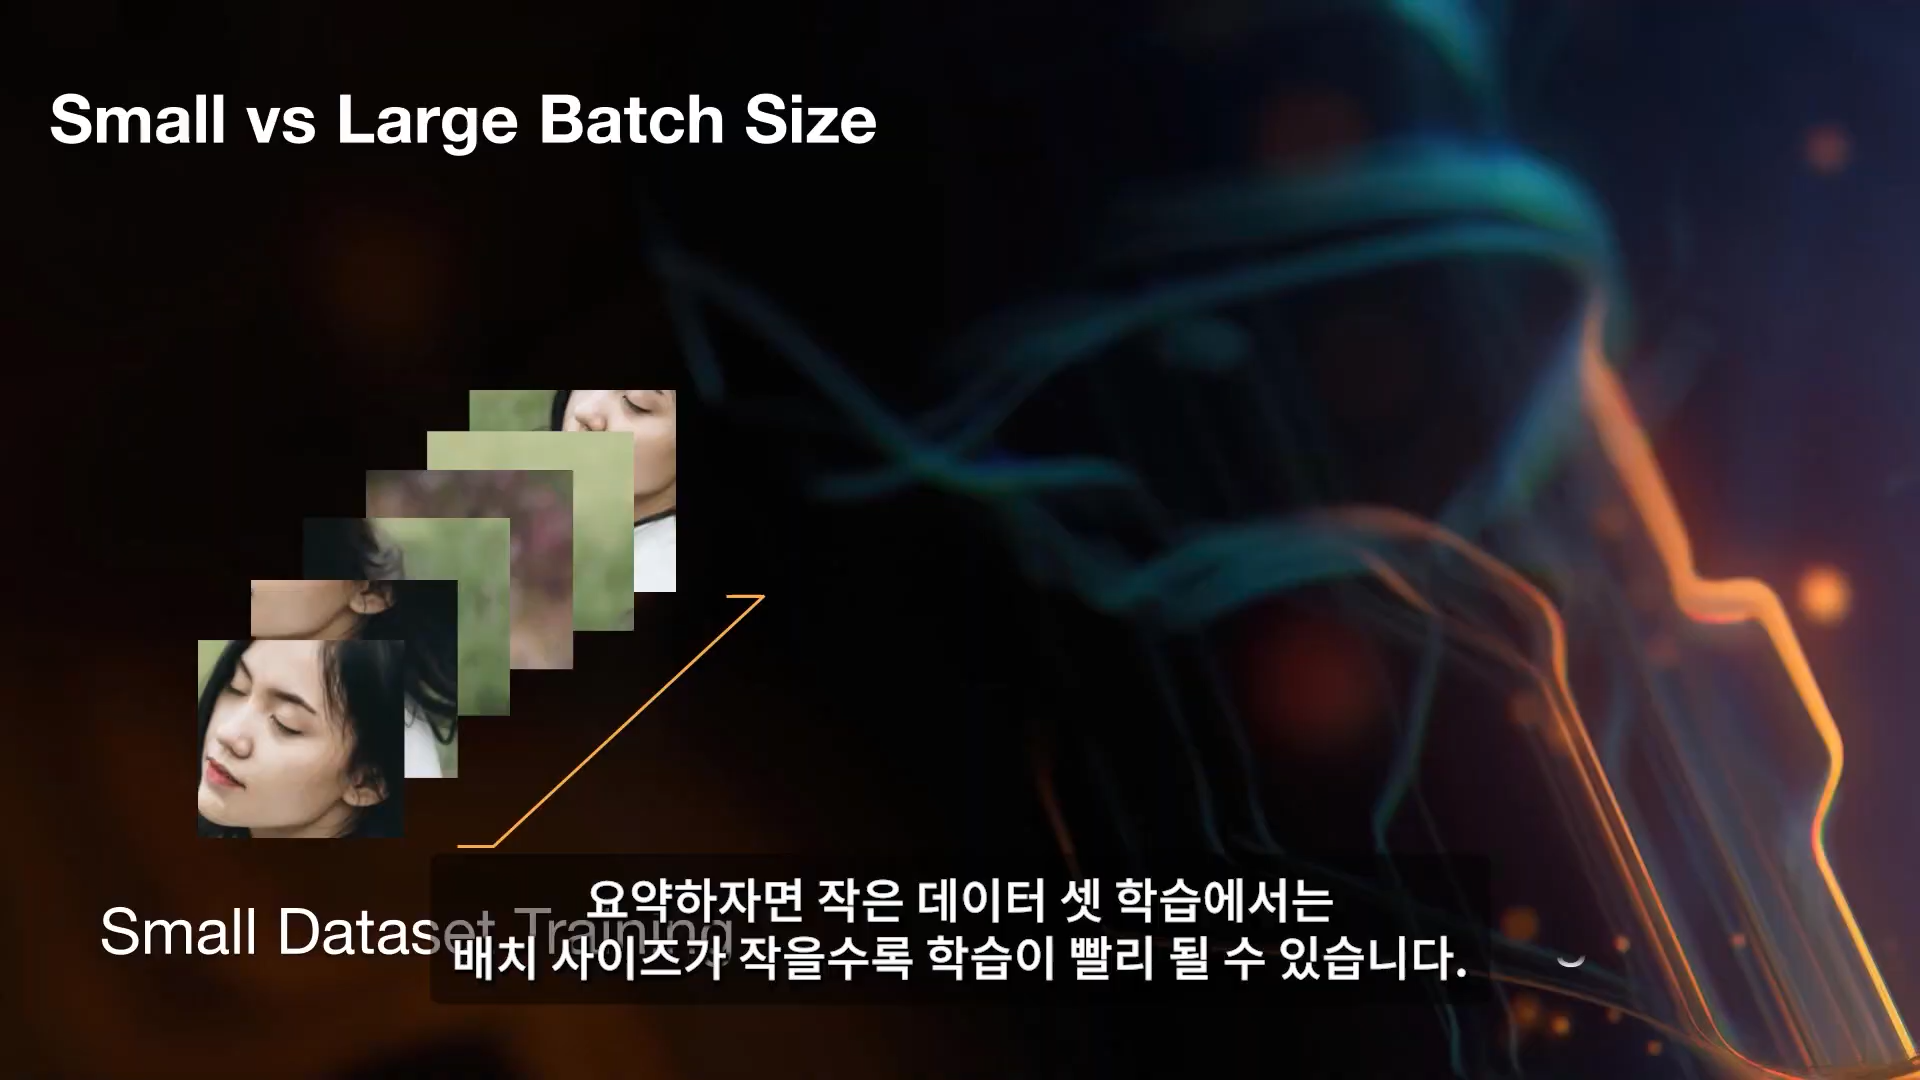 Small vs Large Batch Size
Small Dataset Training
요약하자면 작은 데이터 셋 학습에서는
배치 사이즈가 작을수록 학습이 빨리 될 수 있습니다.